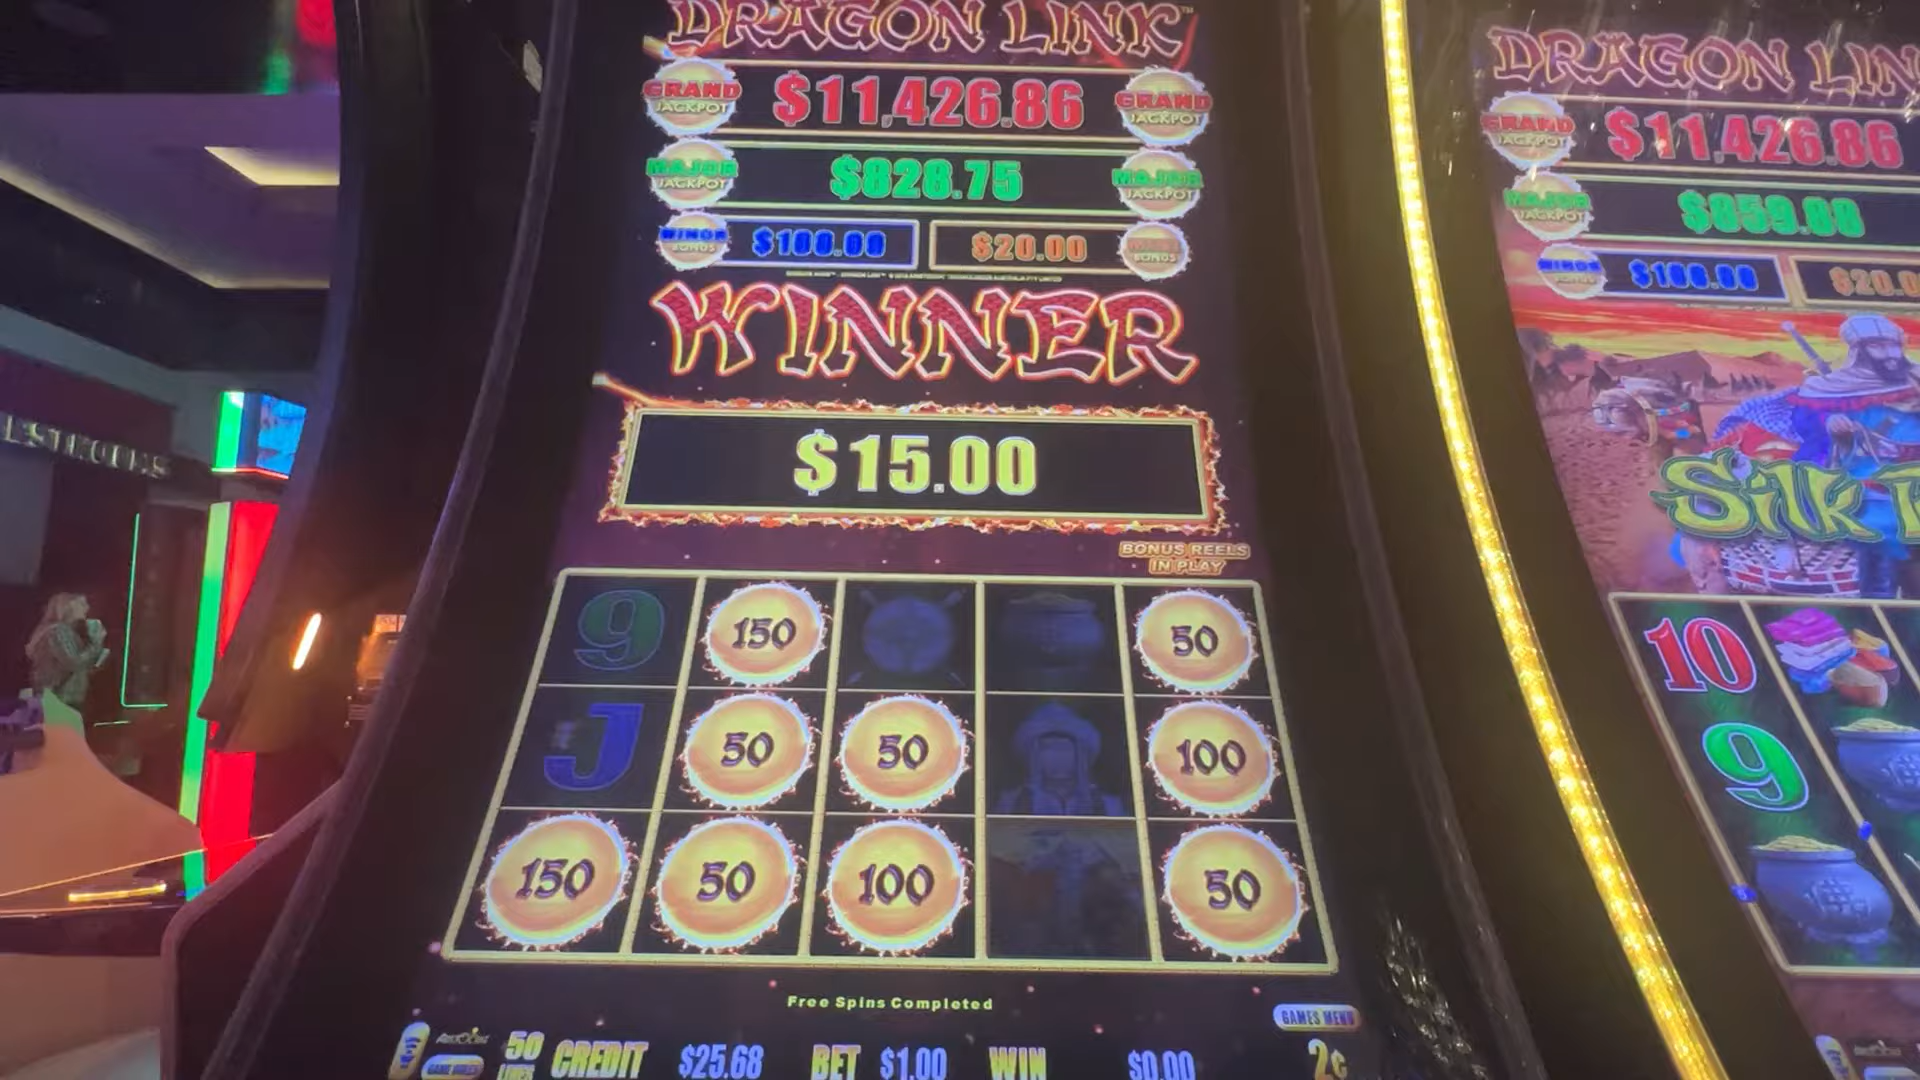 DRAGON LINK™
GRAND JACKPOT $11,426.86 GRAND JACKPOT
MAJOR JACKPOT $828.75 MAJOR JACKPOT
MINOR BONUS $100.00 $20.00 MINI BONUS
WINNER
$15.00
BONUS REELS
IN PLAY
9 150 50
J 50 50 100
150 50 100 50
Free Spins Completed
GAMES MENU
50 LINES CREDIT $25.68 BET $1.00 WIN $0.00 2¢
DRAGON LIN
GRAND JACKPOT $11,426.86
MAJOR JACKPOT $859.88
MINOR BONUS $100.00 $20.0
Silk
10
9